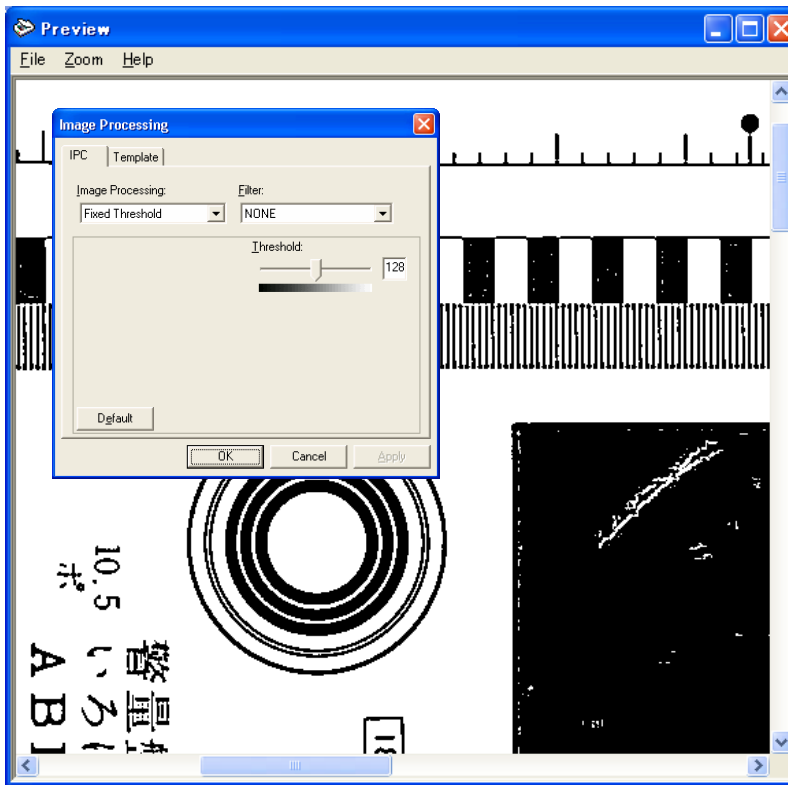 Preview
File Zoom Help
Image Processing
IPC Template
Image Processing: Filter:
Fixed Threshold NONE
Threshold:
128
Default
OK Cancel Apply
10.5
ポ
いろ
A B